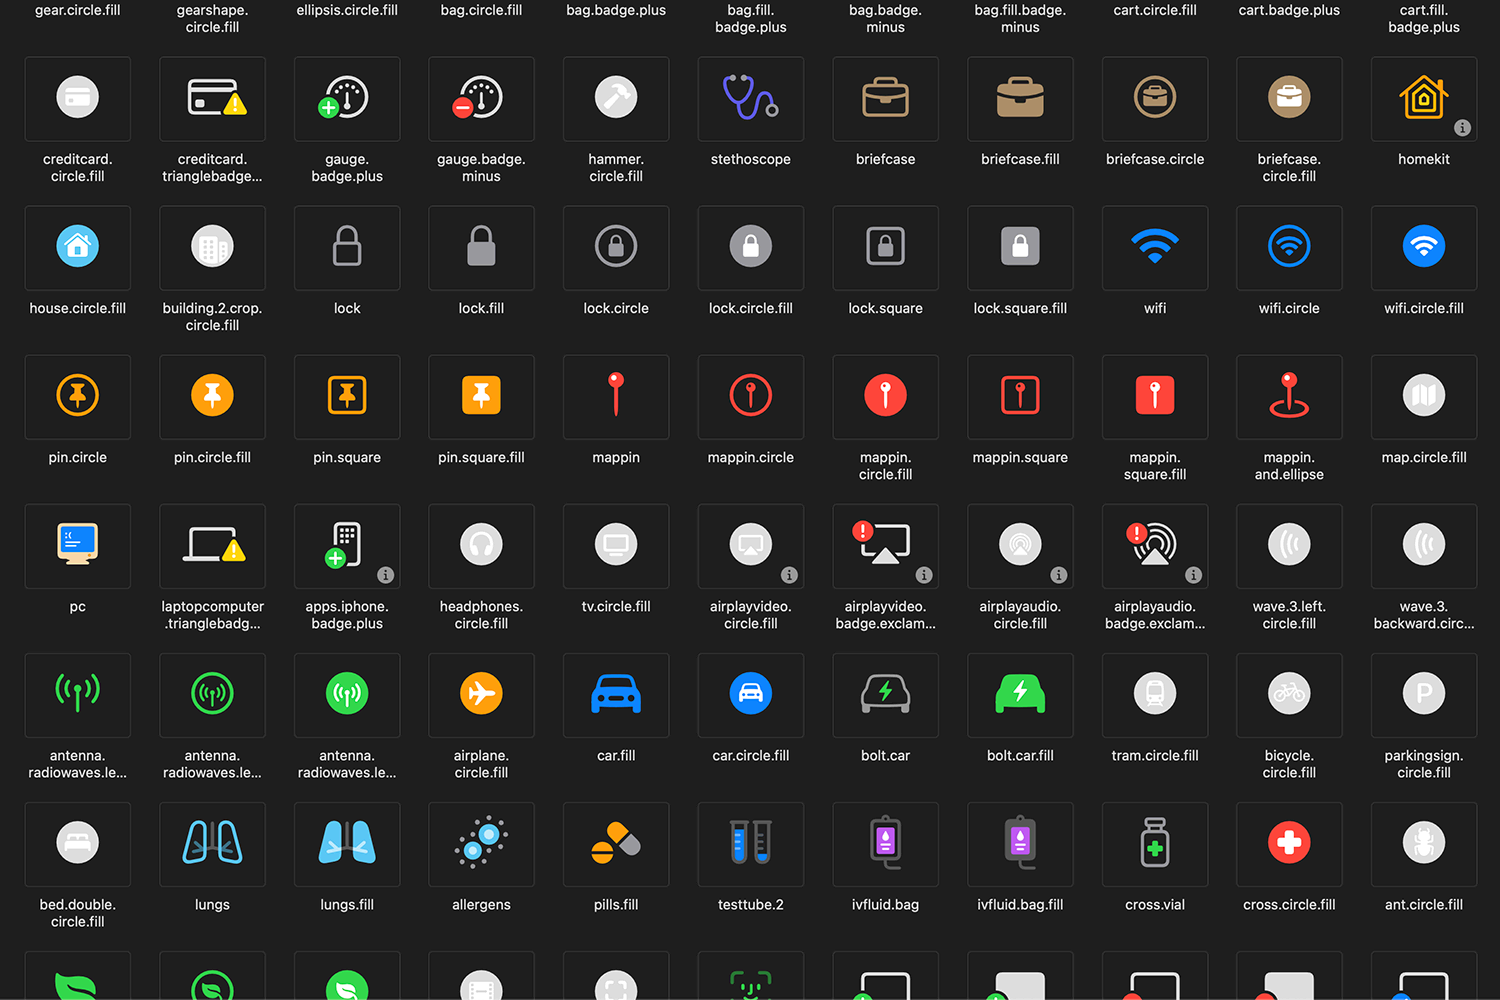 gear.circle.fill
gearshape.
circle.fill
ellipsis.circle.fill
bag.circle.fill
bag.badge.plus
bag.fill.
badge.plus
bag.badge.
minus
bag.fill.badge.
minus
cart.circle.fill
cart.badge.plus
cart.fill.
badge.plus
creditcard.
circle.fill
creditcard.
trianglebadge...
gauge.
badge.plus
gauge.badge.
minus
hammer.
circle.fill
stethoscope
briefcase
briefcase.fill
briefcase.circle
briefcase.
circle.fill
homekit
house.circle.fill
building.2.crop.
circle.fill
lock
lock.fill
lock.circle
lock.circle.fill
lock.square
lock.square.fill
wifi
wifi.circle
wifi.circle.fill
pin.circle
pin.circle.fill
pin.square
pin.square.fill
mappin
mappin.circle
mappin.
circle.fill
mappin.square
mappin.
square.fill
mappin.
and.ellipse
map.circle.fill
pc
laptopcomputer
.trianglebadg...
apps.iphone.
badge.plus
headphones.
circle.fill
tv.circle.fill
airplayvideo.
circle.fill
airplayvideo.
badge.exclam...
airplayaudio.
circle.fill
airplayaudio.
badge.exclam...
wave.3.left.
circle.fill
wave.3.
backward.circ...
antenna.
radiowaves.le...
antenna.
radiowaves.le...
antenna.
radiowaves.le...
airplane.
circle.fill
car.fill
car.circle.fill
bolt.car
bolt.car.fill
tram.circle.fill
bicycle.
circle.fill
P
parkingsign.
circle.fill
bed.double.
circle.fill
lungs
lungs.fill
allergens
pills.fill
testtube.2
ivfluid.bag
ivfluid.bag.fill
cross.vial
cross.circle.fill
ant.circle.fill